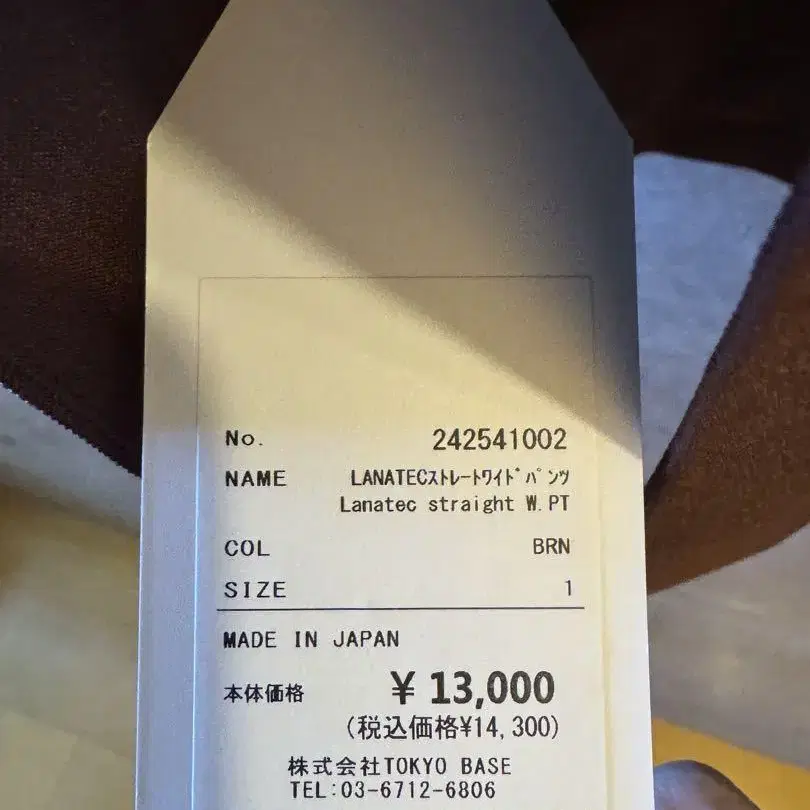 No. 242541002
NAME LANATECｽﾄﾚｰﾄﾜｲﾄﾞﾊﾟﾝﾂ
Lanatec straight W.PT
COL BRN
SIZE 1
MADE IN JAPAN
本体価格 ¥13,000
(税込価格¥14,300)
株式会社TOKYO BASE
TEL:03-6712-6806